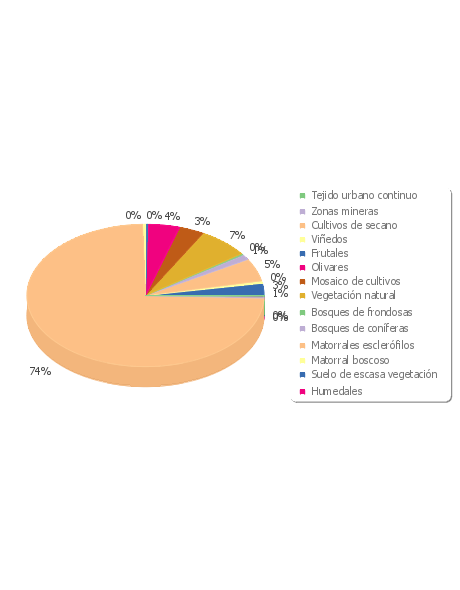 0%
0%
4%
3%
7%
0%
1%
5%
0%
3%
1%
0%
0%
74%
Tejido urbano continuo
Zonas mineras
Cultivos de secano
Viñedos
Frutales
Olivares
Mosaico de cultivos
Vegetación natural
Bosques de frondosas
Bosques de coníferas
Matorrales esclerófilos
Matorral boscoso
Suelo de escasa vegetación
Humedales